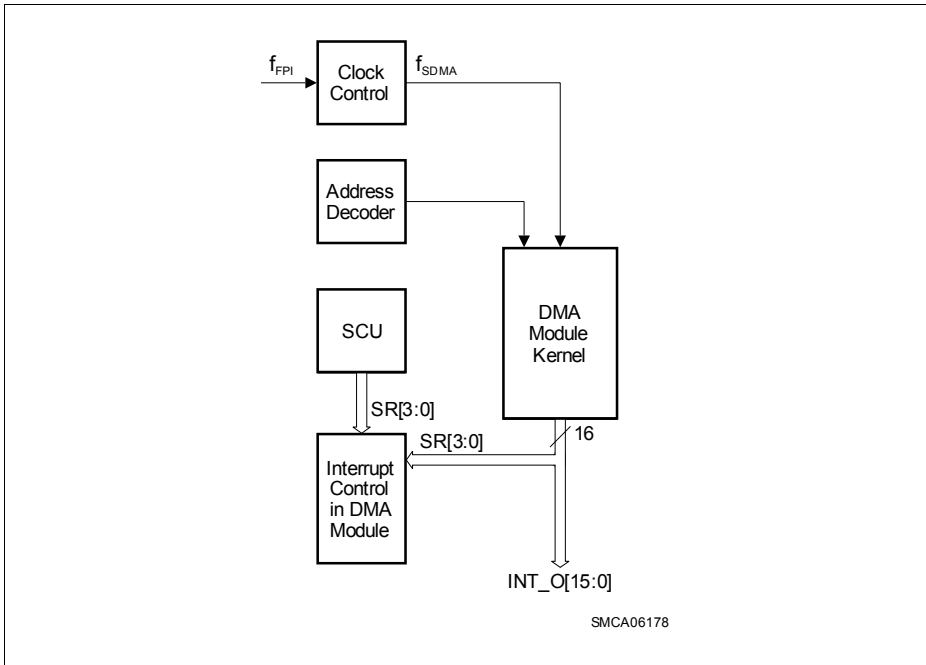 fFPI
Clock
Control
fSDMA
Address
Decoder
SCU
DMA
Module
Kernel
SR[3:0]
16
SR[3:0]
Interrupt
Control
in DMA
Module
INT_O[15:0]
SMCA06178